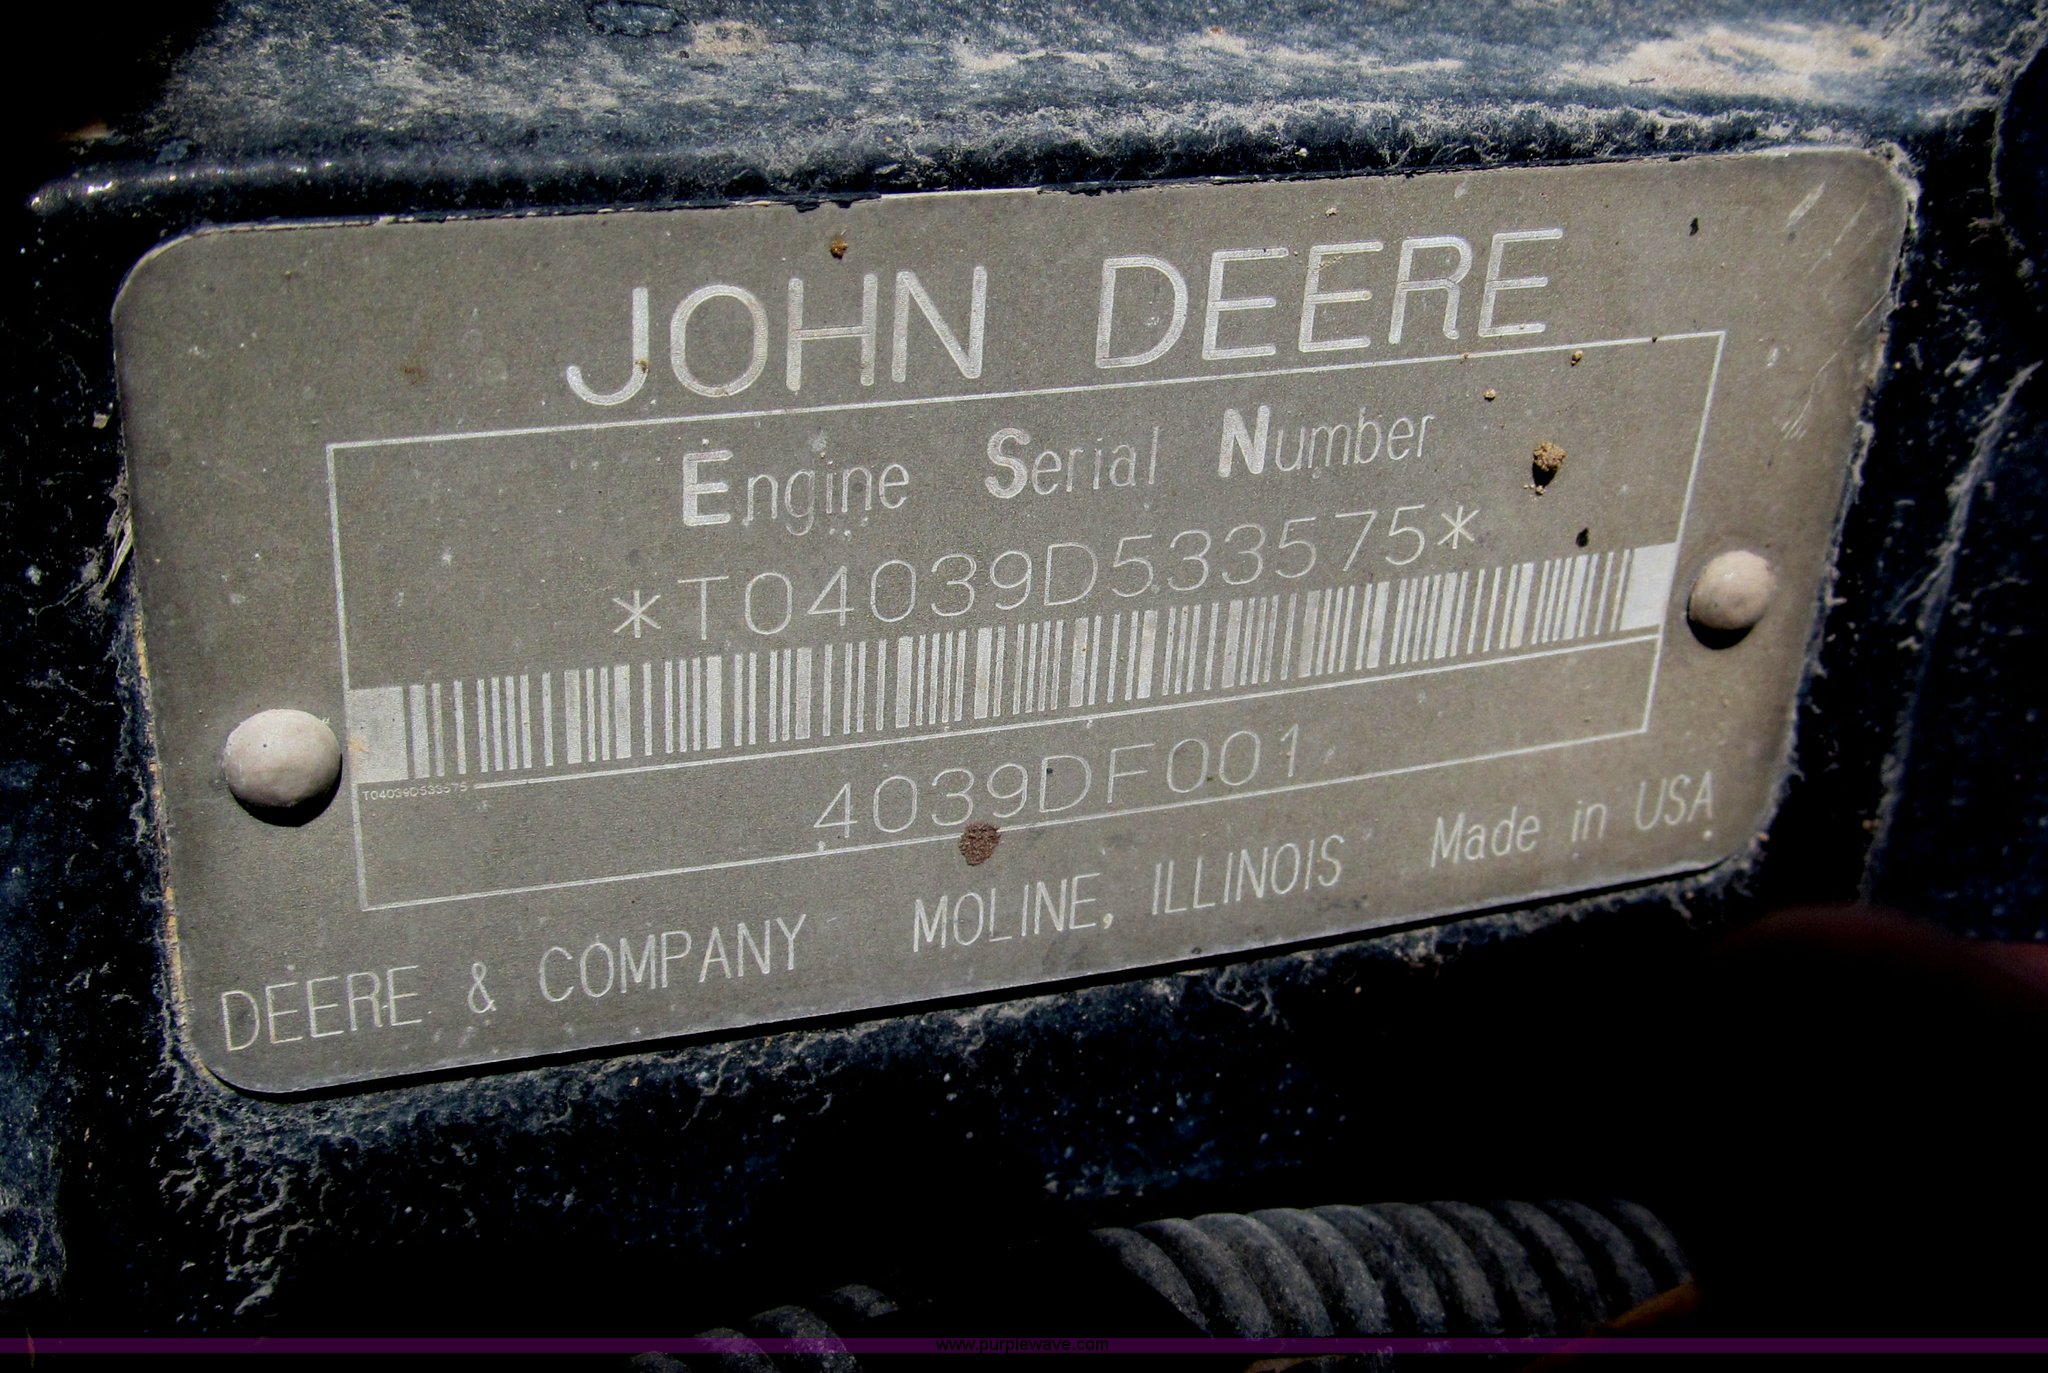 JOHN DEERE
Engine Serial Number
*T04039D533575*
T04039D533575
4039DF001
DEERE & COMPANY MOLINE, ILLINOIS Made in USA
www.purplewave.com